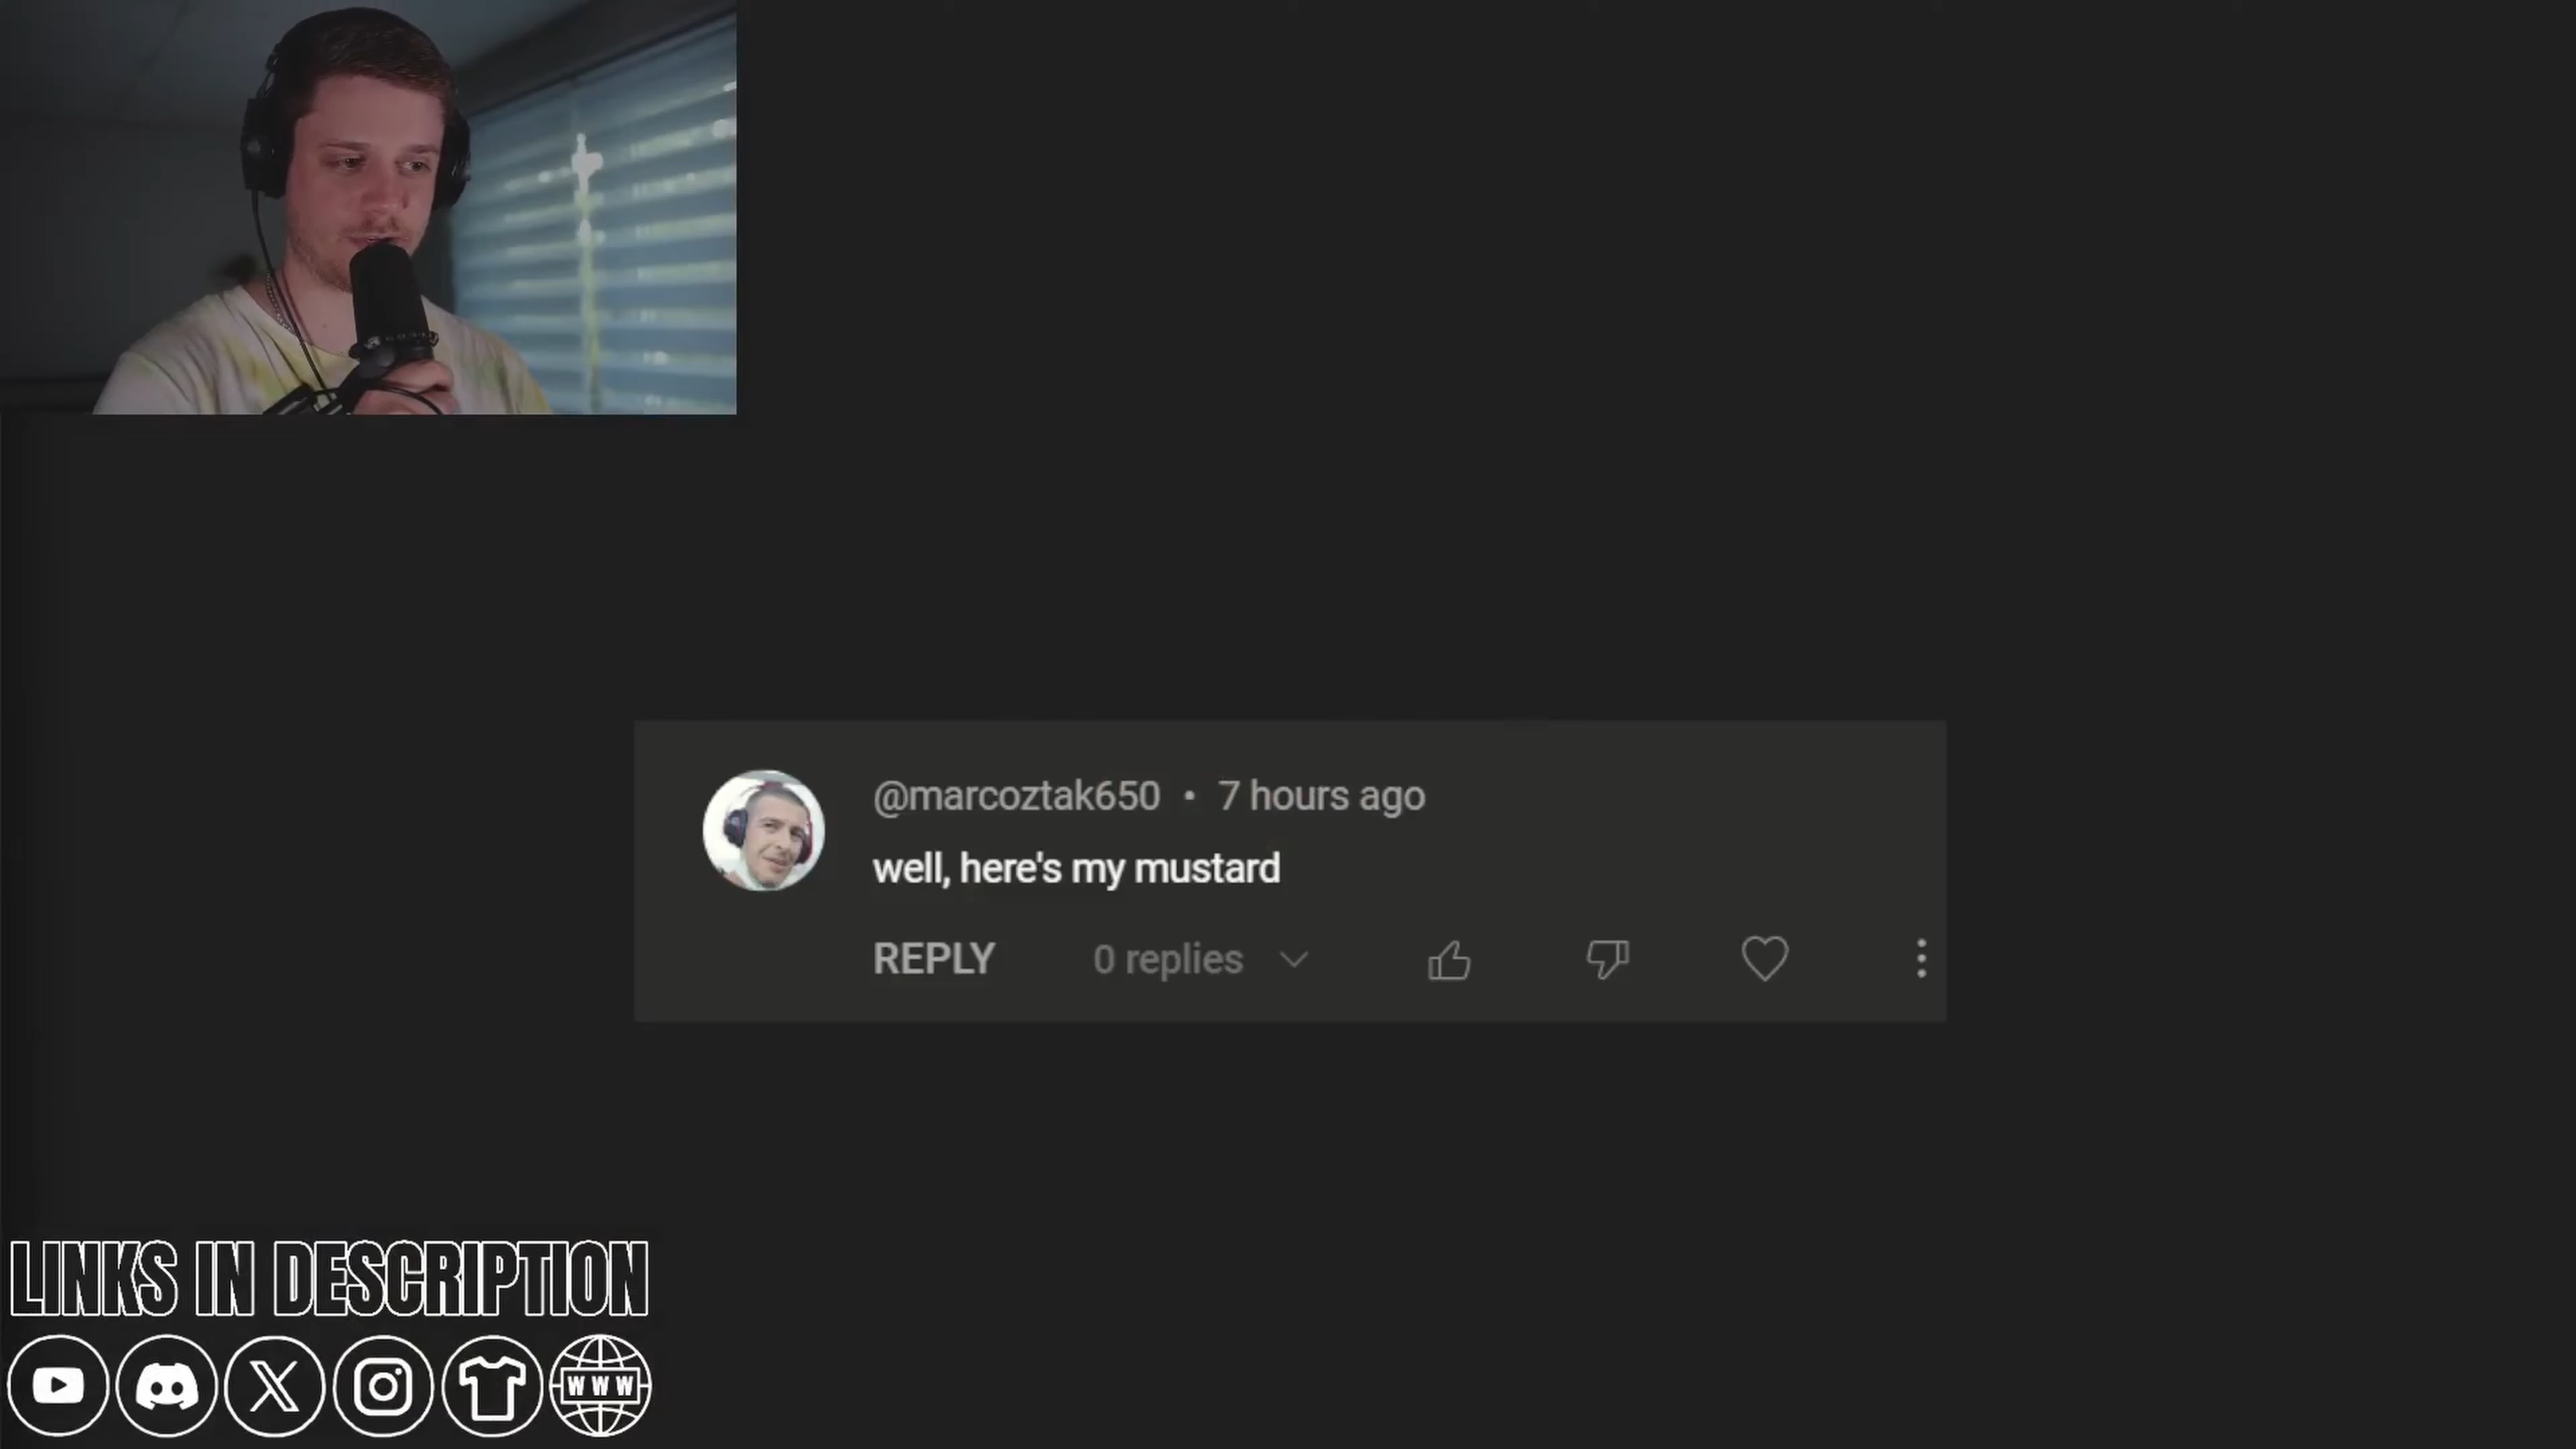 @marcoztak650 • 7 hours ago
well, here's my mustard
REPLY 0 replies
LINKS IN DESCRIPTION
WWW